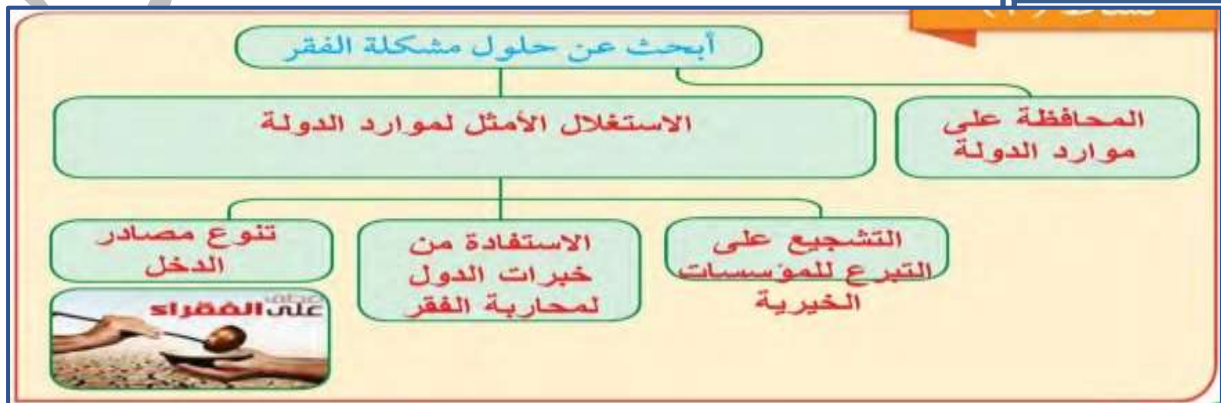 أبحث عن حلول مشكلة الفقر
المحافظة على
موارد الدولة
الاستغلال الأمثل لموارد الدولة
التشجيع على
التبرع للمؤسسات
الخيرية
الاستفادة من
خبرات الدول
لمحاربة الفقر
تنوع مصادر
الدخل
على الفقراء